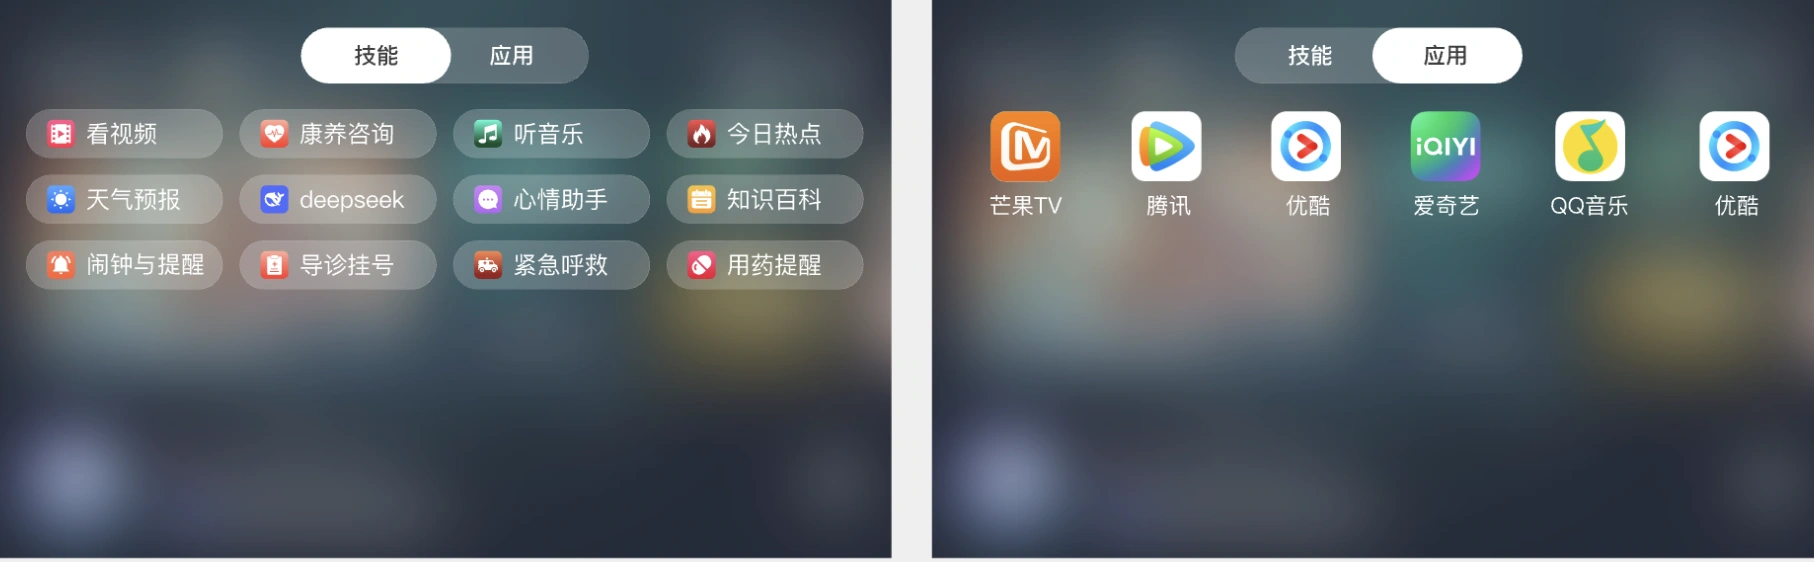 技能 应用
看视频 康养咨询 听音乐 今日热点
天气预报 deepseek 心情助手 知识百科
闹钟与提醒 导诊挂号 紧急呼救 用药提醒
技能 应用
iQIYI
芒果TV 腾讯 优酷 爱奇艺 QQ音乐 优酷